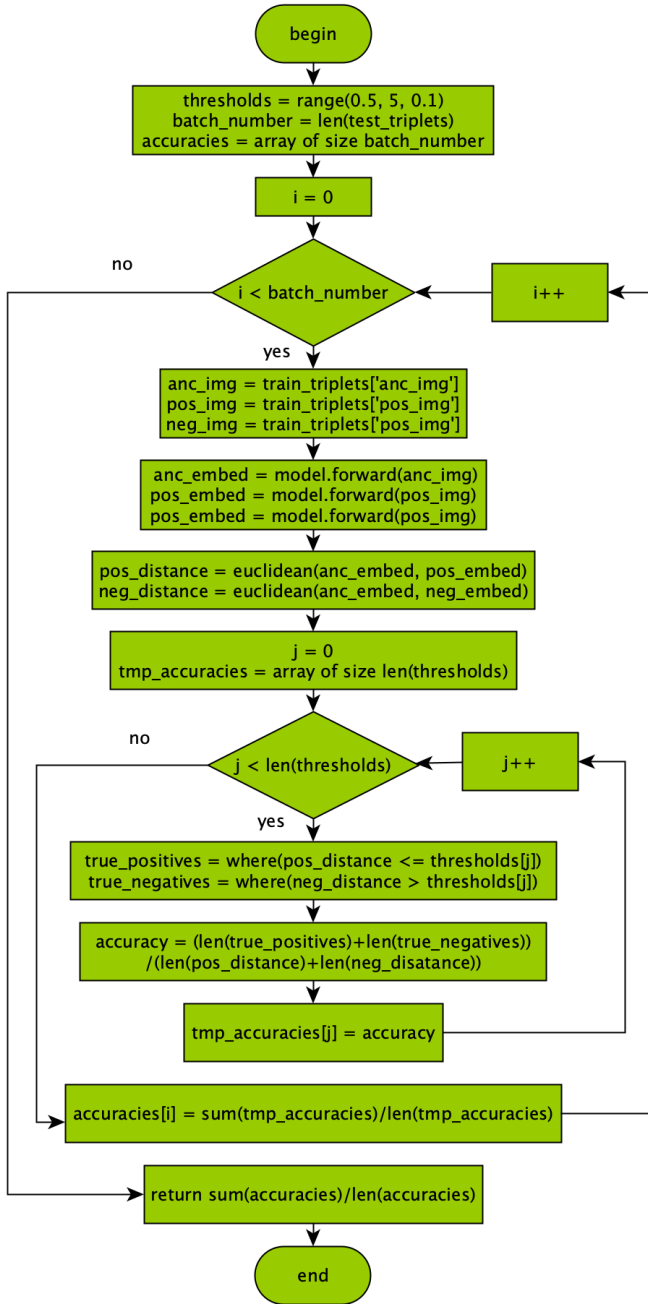 begin
thresholds = range(0.5, 5, 0.1)
batch_number = len(test_triplets)
accuracies = array of size batch_number
i = 0
no
i < batch_number
i++
yes
anc_img = train_triplets['anc_img']
pos_img = train_triplets['pos_img']
neg_img = train_triplets['pos_img']
anc_embed = model.forward(anc_img)
pos_embed = model.forward(pos_img)
pos_embed = model.forward(pos_img)
pos_distance = euclidean(anc_embed, pos_embed)
neg_distance = euclidean(anc_embed, neg_embed)
j = 0
tmp_accuracies = array of size len(thresholds)
no
j < len(thresholds)
j++
yes
true_positives = where(pos_distance <= thresholds[j])
true_negatives = where(neg_distance > thresholds[j])
accuracy = (len(true_positives)+len(true_negatives))
/(len(pos_distance)+len(neg_disatance))
tmp_accuracies[j] = accuracy
accuracies[i] = sum(tmp_accuracies)/len(tmp_accuracies)
return sum(accuracies)/len(accuracies)
end